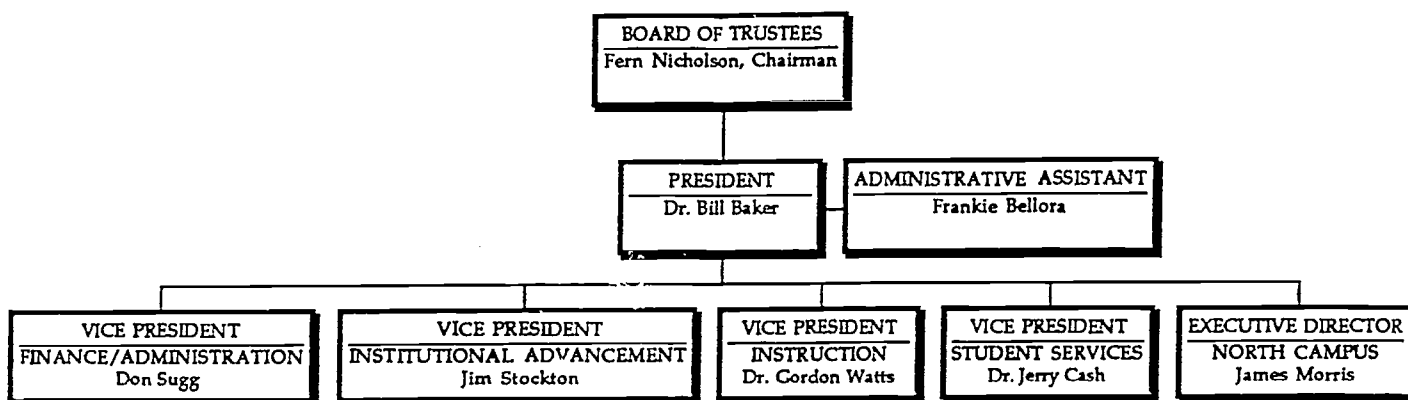 BOARD OF TRUSTEES
Fern Nicholson, Chairman
PRESIDENT
Dr. Bill Baker
ADMINISTRATIVE ASSISTANT
Frankie Bellora
VICE PRESIDENT
FINANCE/ADMINISTRATION
Don Sugg
VICE PRESIDENT
INSTITUTIONAL ADVANCEMENT
Jim Stockton
VICE PRESIDENT
INSTRUCTION
Dr. Gordon Watts
VICE PRESIDENT
STUDENT SERVICES
Dr. Jerry Cash
EXECUTIVE DIRECTOR
NORTH CAMPUS
James Morris